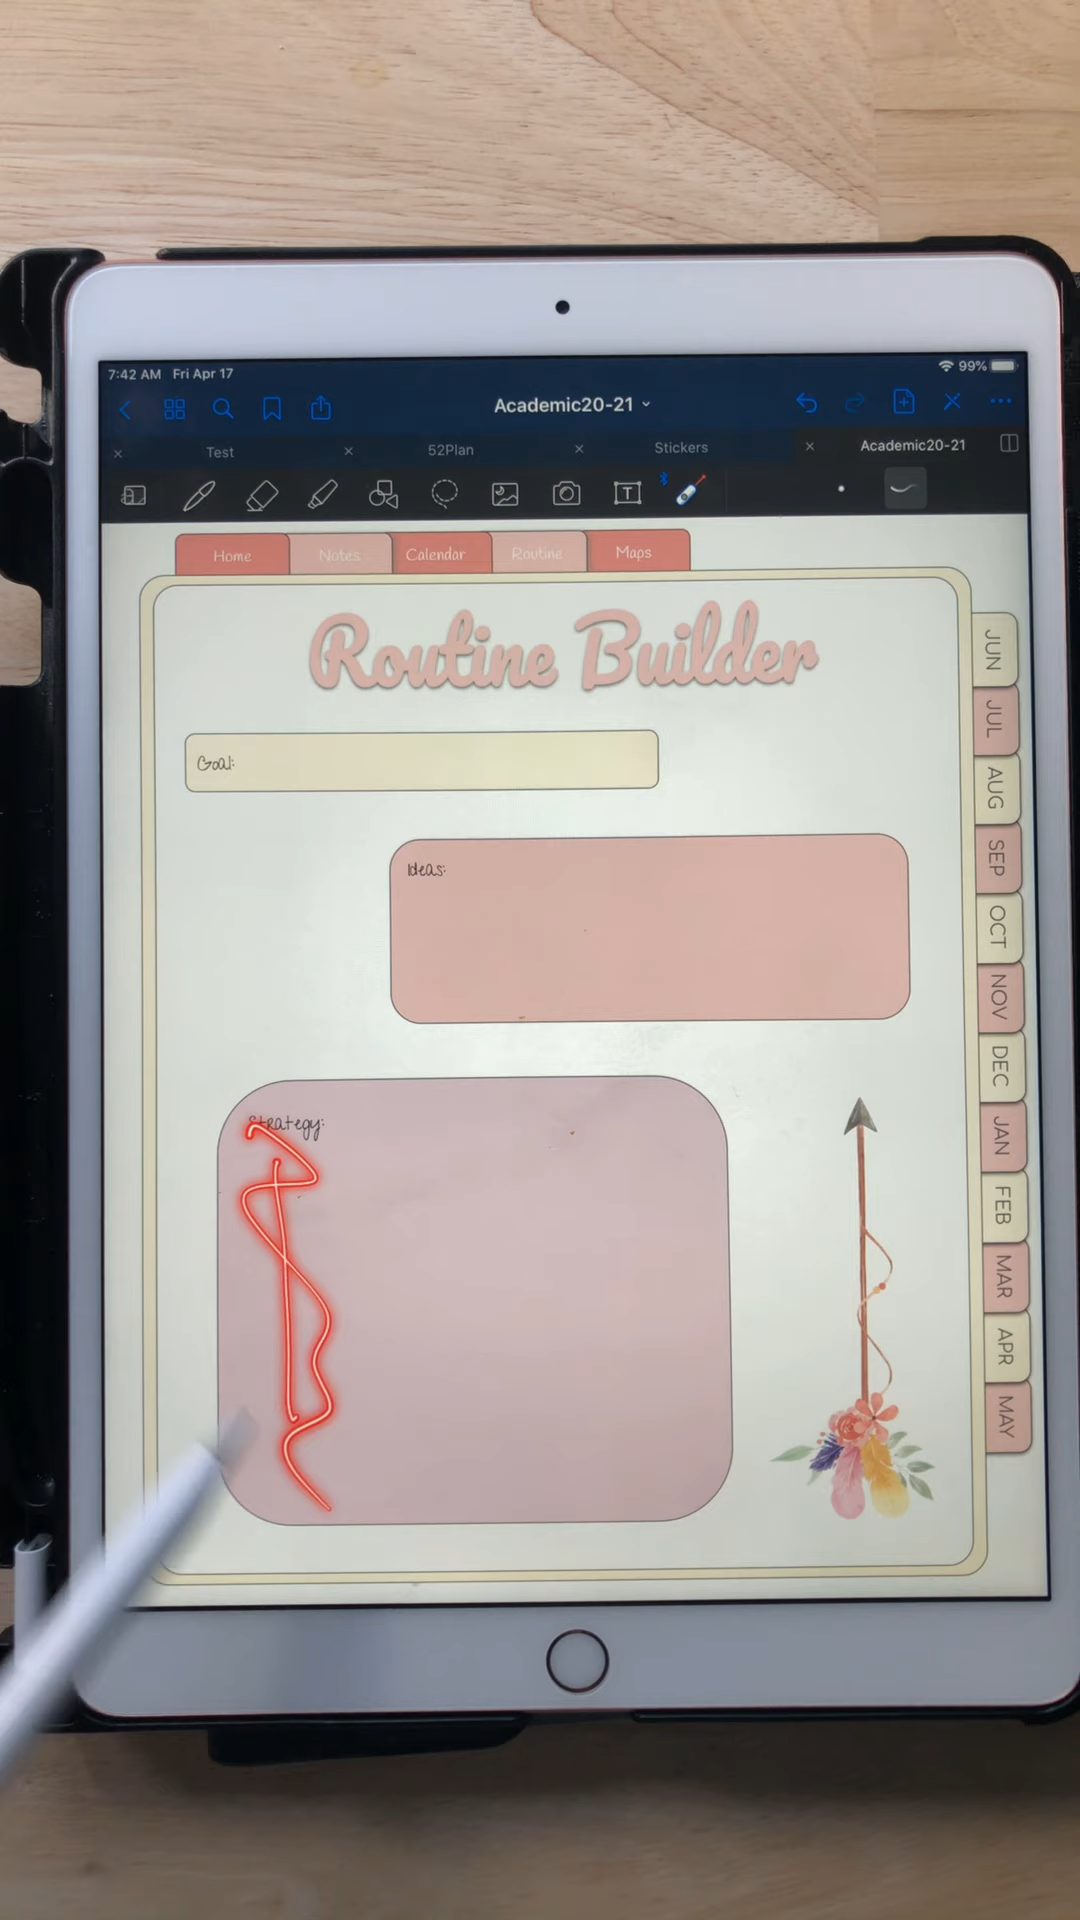 7:42 AM Fri Apr 17 99%
Academic20-21
Test 52Plan Stickers Academic20-21
T
Home Notes Calendar Routine Maps
Routine Builder
Goal:
Ideas:
Strategy:
JUN
JUL
AUG
SEP
OCT
NOV
DEC
JAN
FEB
MAR
APR
MAY